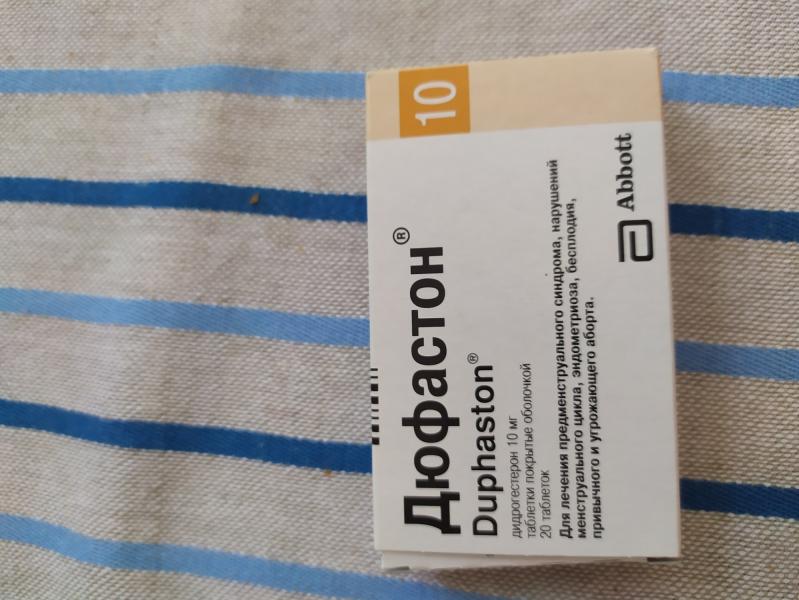 10
Дюфастон®
Duphaston®
дидрогестерон 10 мг
таблетки покрытые оболочкой
20 таблеток
Для лечения предменструального синдрома, нарушений
менструального цикла, эндометриоза, бесплодия,
привычного и угрожающего аборта.
Abbott